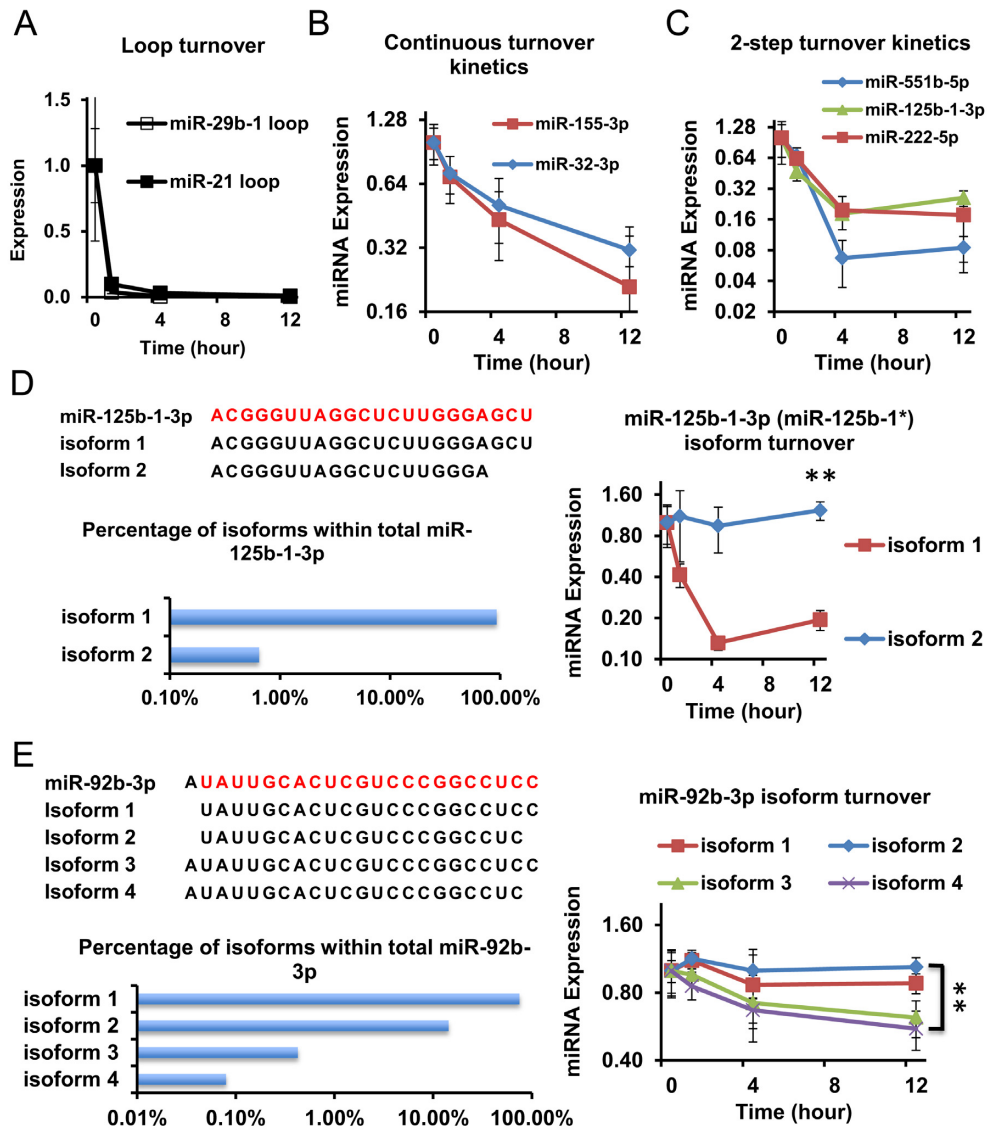 A
Loop turnover
1.5
1.0
0.5
0.0
Expression
0 4 8 12
Time (hour)
miR-29b-1 loop
miR-21 loop
B
Continuous turnover
kinetics
1.28
0.64
0.32
0.16
miRNA Expression
0 4 8 12
Time (hour)
miR-155-3p
miR-32-3p
C
2-step turnover kinetics
miR-551b-5p
miR-125b-1-3p
miR-222-5p
1.28
0.64
0.32
0.16
0.08
0.04
0.02
miRNA Expression
0 4 8 12
Time (hour)
D
miR-125b-1-3p ACGGGUUAGGCUCUUGGGAGCU
isoform 1 ACGGGUUAGGCUCUUGGGAGCU
Isoform 2 ACGGGUUAGGCUCUUGGGA
Percentage of isoforms within total miR-
125b-1-3p
isoform 1
isoform 2
0.10% 1.00% 10.00% 100.00%
miR-125b-1-3p (miR-125b-1*)
isoform turnover
**
1.60
0.80
0.40
0.20
0.10
miRNA Expression
0 4 8 12
Time (hour)
isoform 1
isoform 2
E
miR-92b-3p AUAUUGCACUCGUCCCGGCCUCC
Isoform 1 UAUUGCACUCGUCCCGGCCUCC
Isoform 2 UAUUGCACUCGUCCCGGCCUC
Isoform 3 AUAUUGCACUCGUCCCGGCCUCC
Isoform 4 AUAUUGCACUCGUCCCGGCCUC
Percentage of isoforms within total miR-92b-
3p
isoform 1
isoform 2
isoform 3
isoform 4
0.01% 0.10% 1.00% 10.00% 100.00%
miR-92b-3p isoform turnover
isoform 1 isoform 2
isoform 3 isoform 4
1.60
0.80
0.40
miRNA Expression
**
0 4 8 12
Time (hour)